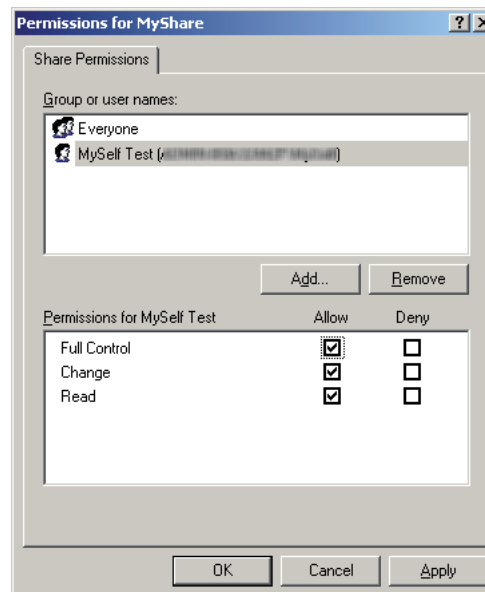 Permissions for MyShare
Share Permissions
Group or user names:
Everyone
MySelf Test (
Add... Remove
Permissions for MySelf Test Allow Deny
Full Control
Change
Read
OK Cancel Apply